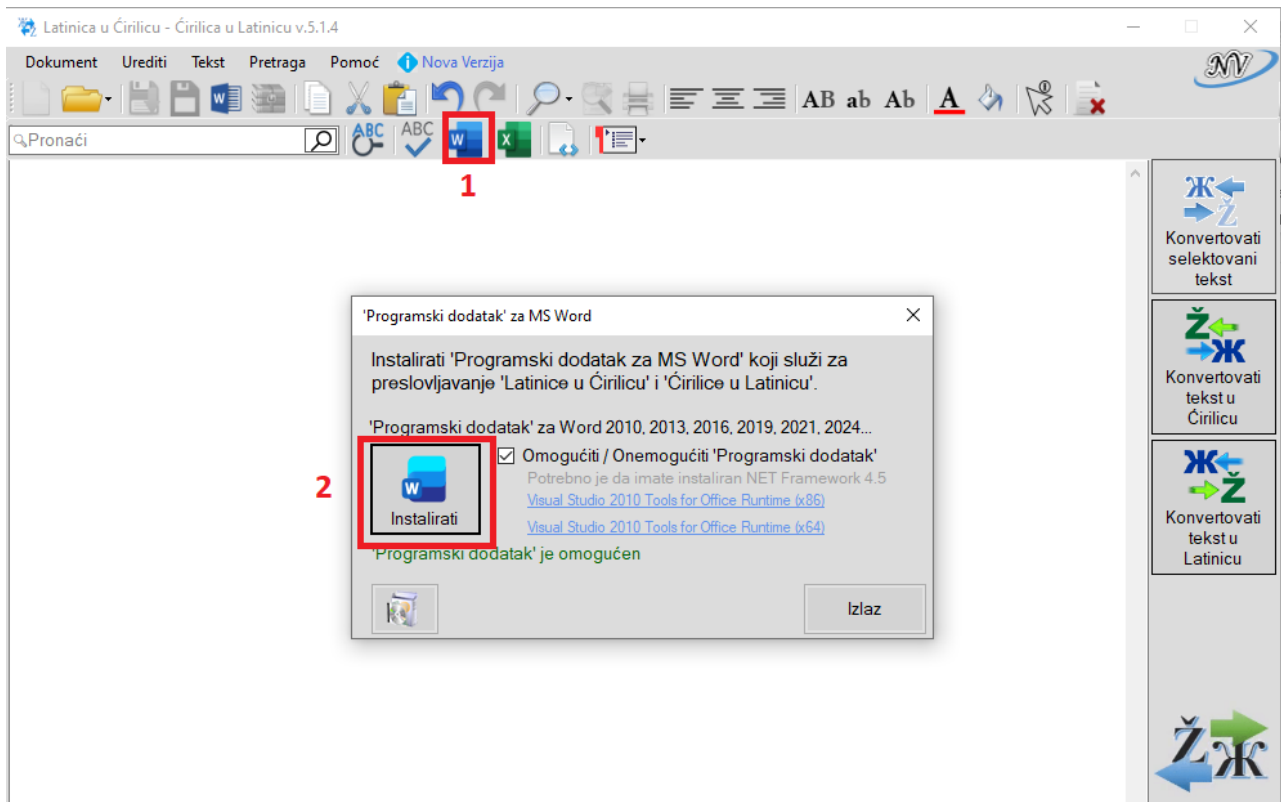 Latinica u Ćirilicu - Ćirilica u Latinicu v.5.1.4
Dokument Urediti Tekst Pretraga Pomoć Nova Verzija
NV
AB ab Ab A
Pronaći
ABC ABC W X
1
Ж
Ž
Konvertovati
selektovani
tekst
Ž
Ж
Konvertovati
tekst u
Ćirilicu
Ж
Ž
Konvertovati
tekst u
Latinicu
'Programski dodatak' za MS Word
Instalirati 'Programski dodatak za MS Word' koji služi za
preslovljavanje 'Latinice u Ćirilicu' i 'Ćirilice u Latinicu'.
'Programski dodatak' za Word 2010, 2013, 2016, 2019, 2021, 2024...
Omogućiti / Onemogućiti 'Programski dodatak'
Potrebno je da imate instaliran NET Framework 4.5
Visual Studio 2010 Tools for Office Runtime (x86)
Visual Studio 2010 Tools for Office Runtime (x64)
2
W
Instalirati
'Programski dodatak' je omogućen
Izlaz
Ž Ж